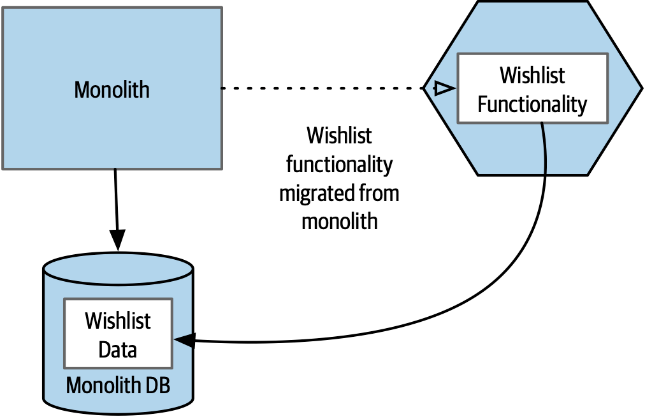 Monolith
Wishlist
Functionality
Wishlist
functionality
migrated from
monolith
Wishlist
Data
Monolith DB